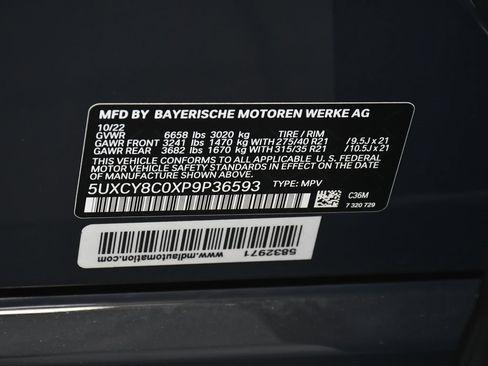 MFD BY BAYERISCHE MOTOREN WERKE AG
10/22
GVWR 6658 lbs 3020 kg TIRE / RIM
GAWR FRONT 3241 lbs 1470 kg WITH 275/40 R21 / 9.5J x 21
GAWR REAR 3682 lbs 1670 kg WITH 315/35 R21 / 10.5J x 21
THIS VEHICLE CONFORMS TO ALL APPLICABLE U.S. FEDERAL
MOTOR VEHICLE SAFETY STANDARDS IN EFFECT ON THE
DATE OF MANUFACTURE SHOWN ABOVE.
5UXCY8C0XP9P36593 TYPE: MPV
C36M
7 320 729
5832971
www.mdlautomation.com